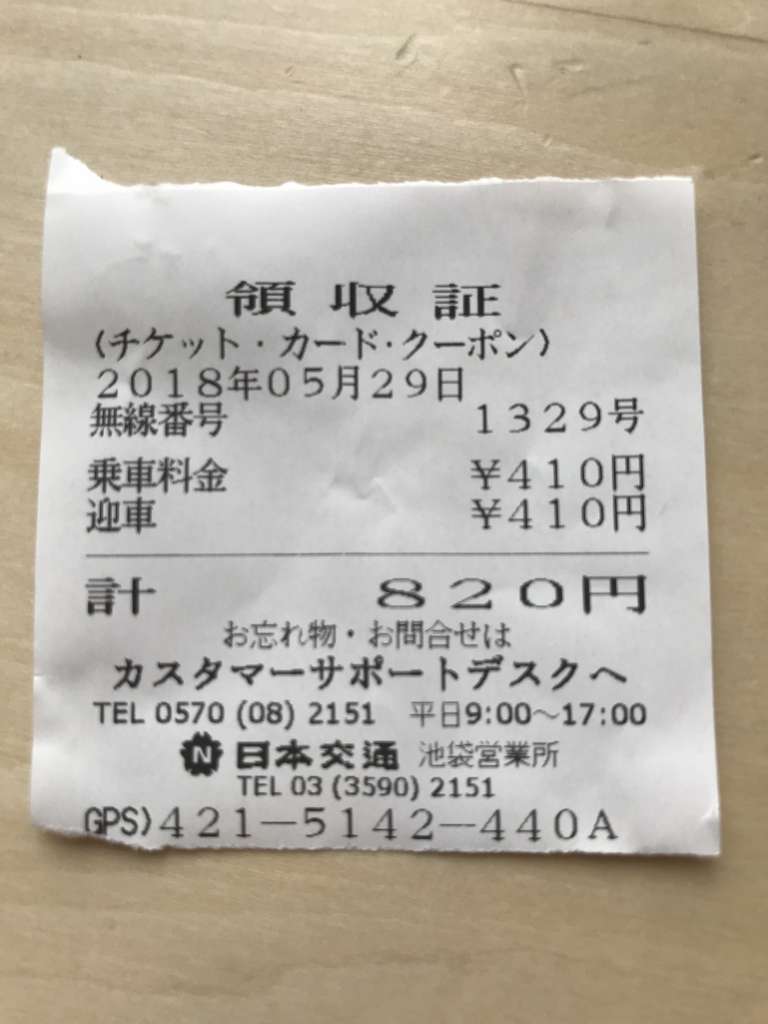 領収証
(チケット・カード・クーポン)
2018年05月29日
無線番号 1329号
乗車料金 ¥410円
迎車 ¥410円
計 820円
お忘れ物・お問合せは
カスタマーサポートデスクへ
TEL 0570 (08) 2151 平日9:00~17:00
N 日本交通 池袋営業所
TEL 03 (3590) 2151
GPS)421-5142-440A